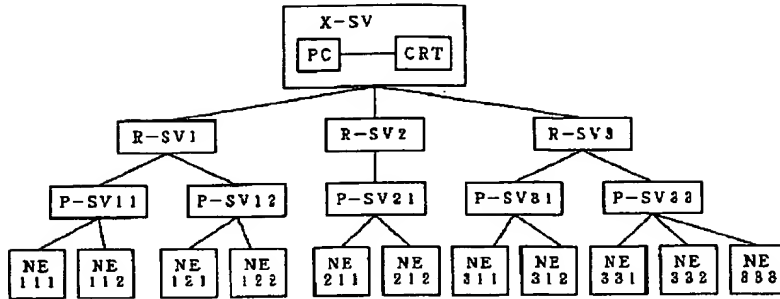 X-SV
PC CRT
R-SV1 R-SV2 R-SV3
P-SV11 P-SV12 P-SV21 P-SV31 P-SV33
NE NE NE NE NE NE NE NE NE NE NE
111 112 121 122 211 212 311 312 331 332 333